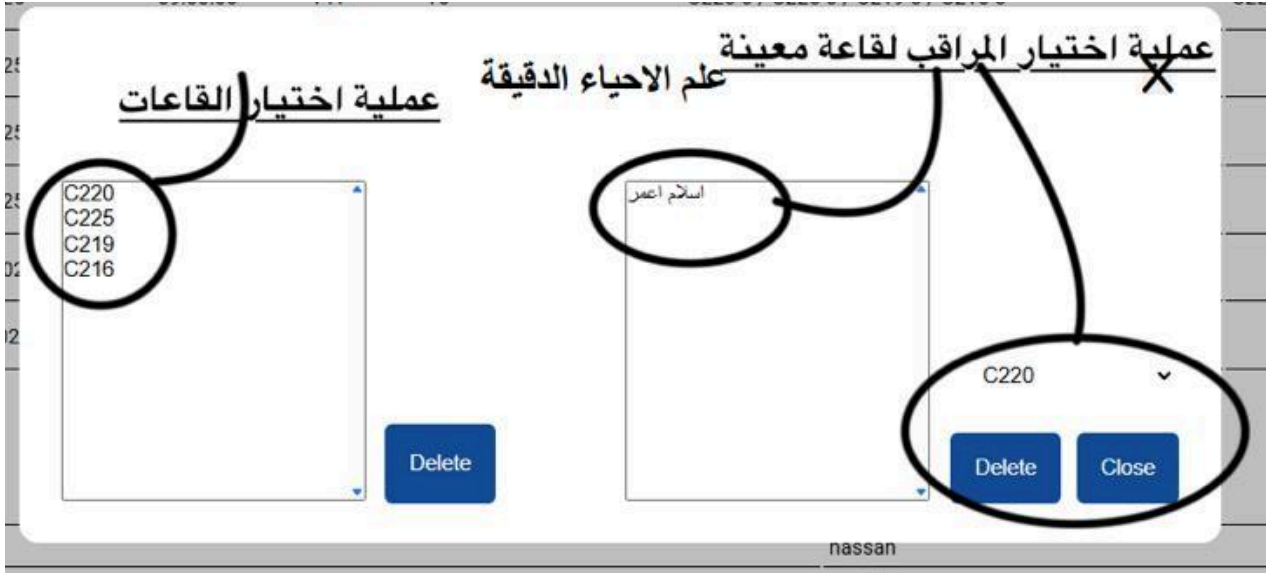 عملية اختيار المراقب لقاعة معينة
علم الاحياء الدقيقة
عملية اختيار القاعات
X
C220
C225
C219
C216
اسلام اعمر
C220
Delete
Delete
Close
nassan